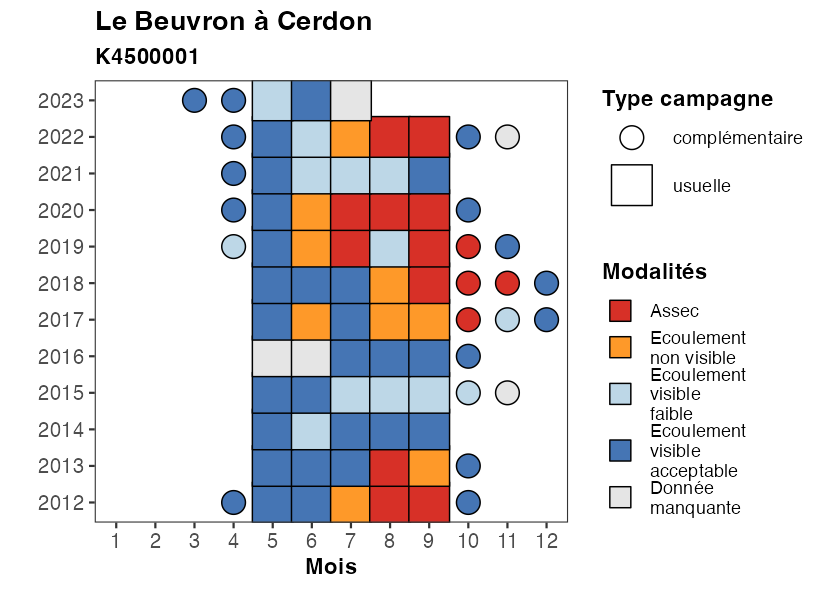 Le Beuvron à Cerdon
K4500001
2023
2022
2021
2020
2019
2018
2017
2016
2015
2014
2013
2012
1 2 3 4 5 6 7 8 9 10 11 12
Mois
Type campagne
complémentaire
usuelle
Modalités
Assec
Ecoulement
non visible
Ecoulement
visible
faible
Ecoulement
visible
acceptable
Donnée
manquante